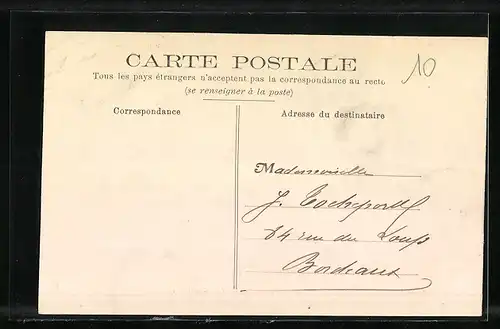 CARTE POSTALE
10
Tous les pays étrangers n'acceptent pas la correspondance au recto
(se renseigner à la poste)
Correspondance
Adresse du destinataire
Mademoiselle
J.
84 rue du Loup
Bordeaux